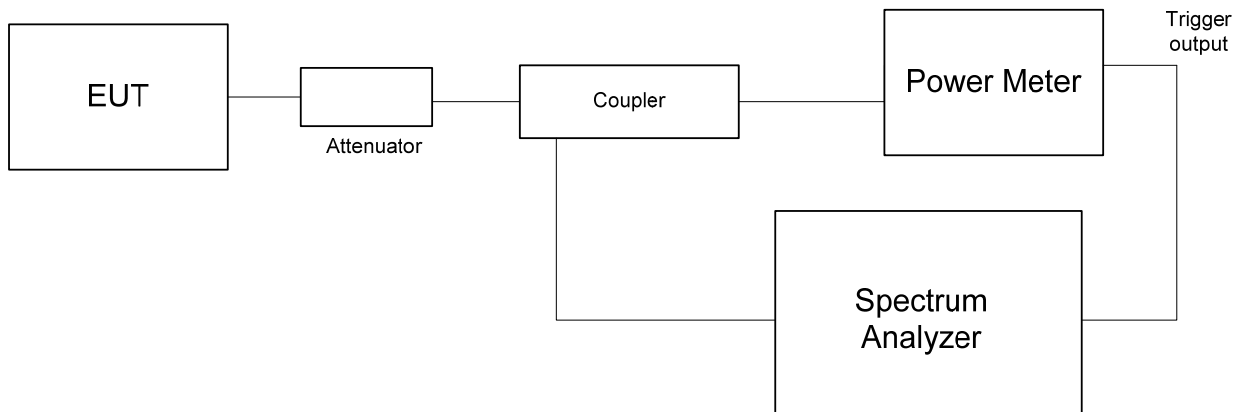 EUT
Attenuator
Coupler
Power Meter
Trigger
output
Spectrum
Analyzer